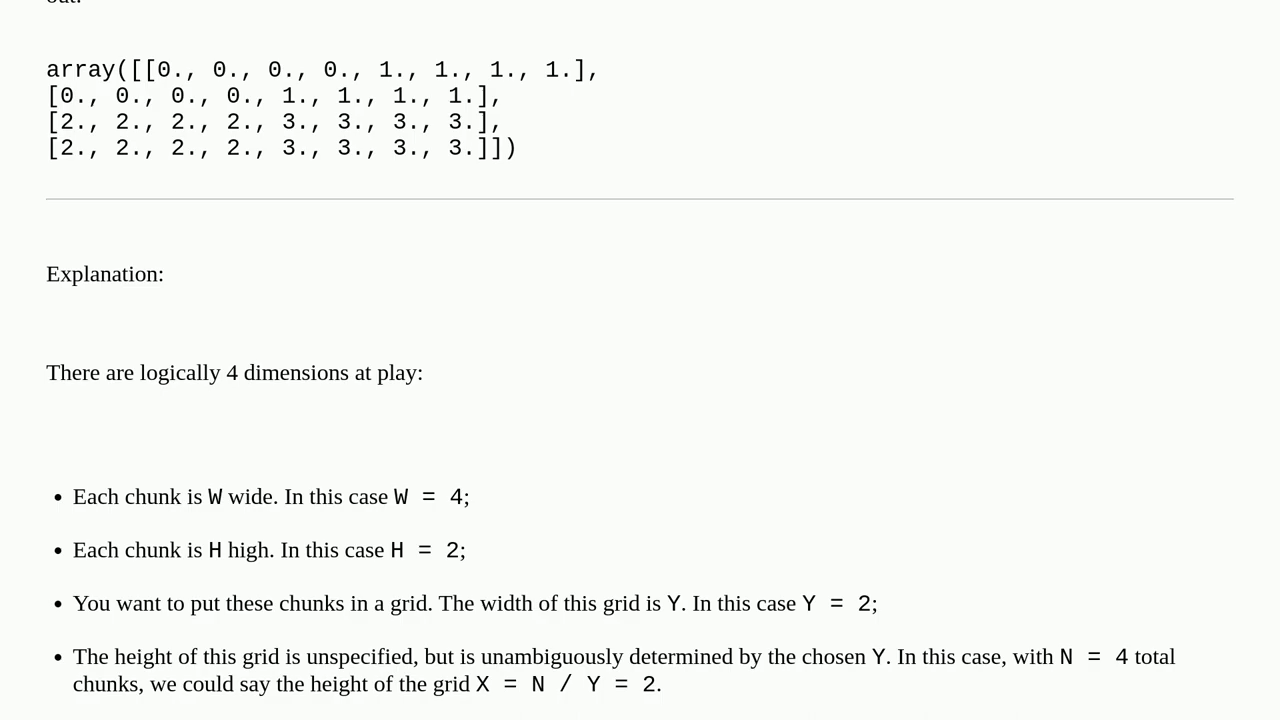 out:
array([[0., 0., 0., 0., 1., 1., 1., 1.],
[0., 0., 0., 0., 1., 1., 1., 1.],
[2., 2., 2., 2., 3., 3., 3., 3.],
[2., 2., 2., 2., 3., 3., 3., 3.]])
Explanation:
There are logically 4 dimensions at play:
• Each chunk is W wide. In this case W = 4;
• Each chunk is H high. In this case H = 2;
• You want to put these chunks in a grid. The width of this grid is Y. In this case Y = 2;
• The height of this grid is unspecified, but is unambiguously determined by the chosen Y. In this case, with N = 4 total
chunks, we could say the height of the grid X = N / Y = 2.